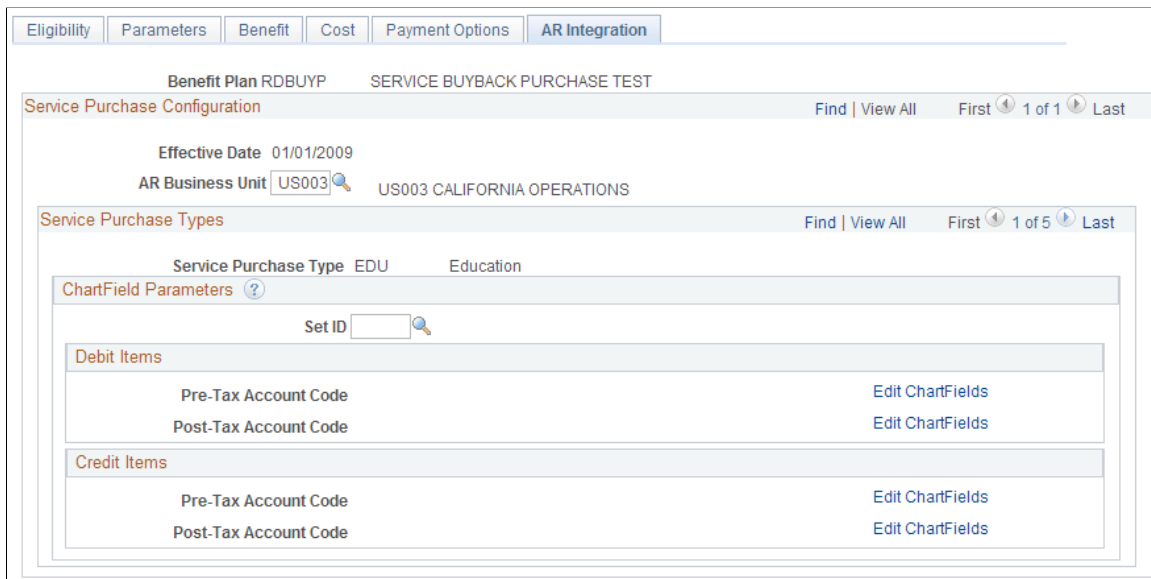 Eligibility Parameters Benefit Cost Payment Options AR Integration
Benefit Plan RDBUYP SERVICE BUYBACK PURCHASE TEST
Service Purchase Configuration Find | View All First 1 of 1 Last
Effective Date 01/01/2009
AR Business Unit US003 US003 CALIFORNIA OPERATIONS
Service Purchase Types Find | View All First 1 of 5 Last
Service Purchase Type EDU Education
ChartField Parameters ?
Set ID
Debit Items
Pre-Tax Account Code Edit ChartFields
Post-Tax Account Code Edit ChartFields
Credit Items
Pre-Tax Account Code Edit ChartFields
Post-Tax Account Code Edit ChartFields